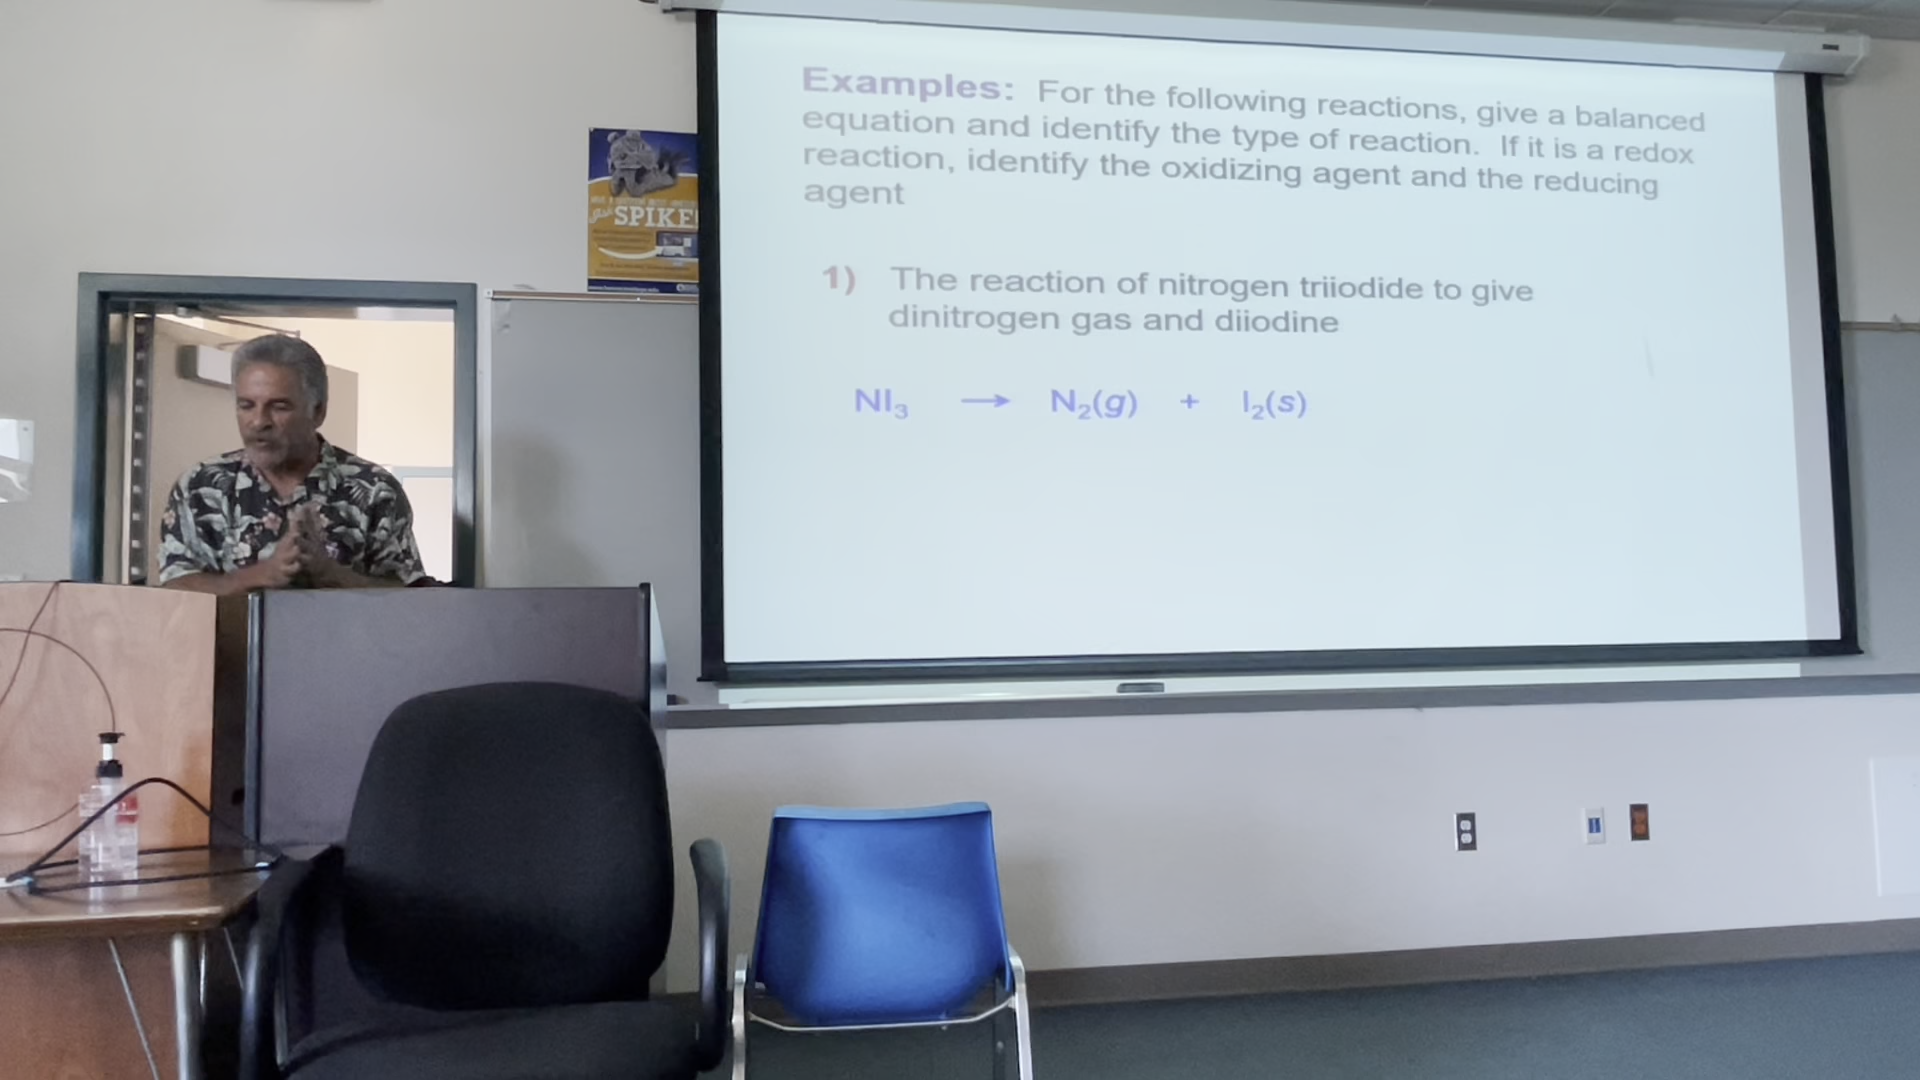 Examples: For the following reactions, give a balanced
equation and identify the type of reaction. If it is a redox
reaction, identify the oxidizing agent and the reducing
agent
1) The reaction of nitrogen triiodide to give
dinitrogen gas and diiodine
NI₃ → N₂(g) + I₂(s)
SPIKE